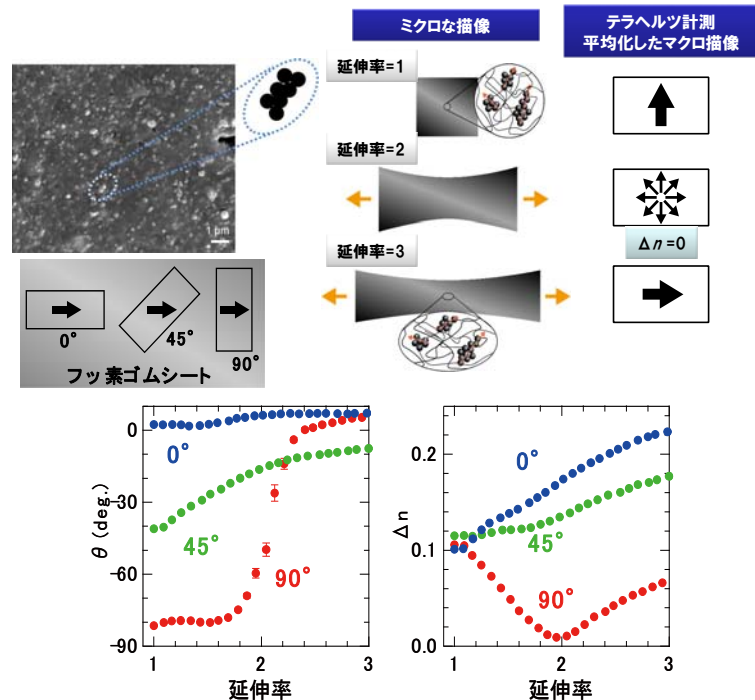 ミクロな描像
テラヘルツ計測
平均化したマクロ描像
延伸率=1
延伸率=2
延伸率=3
Δn=0
1 μm
0°
45°
90°
フッ素ゴムシート
θ (deg.)
0
-30
-60
-90
0°
45°
90°
1
2
3
延伸率
Δn
0.2
0.1
0.0
0°
45°
90°
1
2
3
延伸率